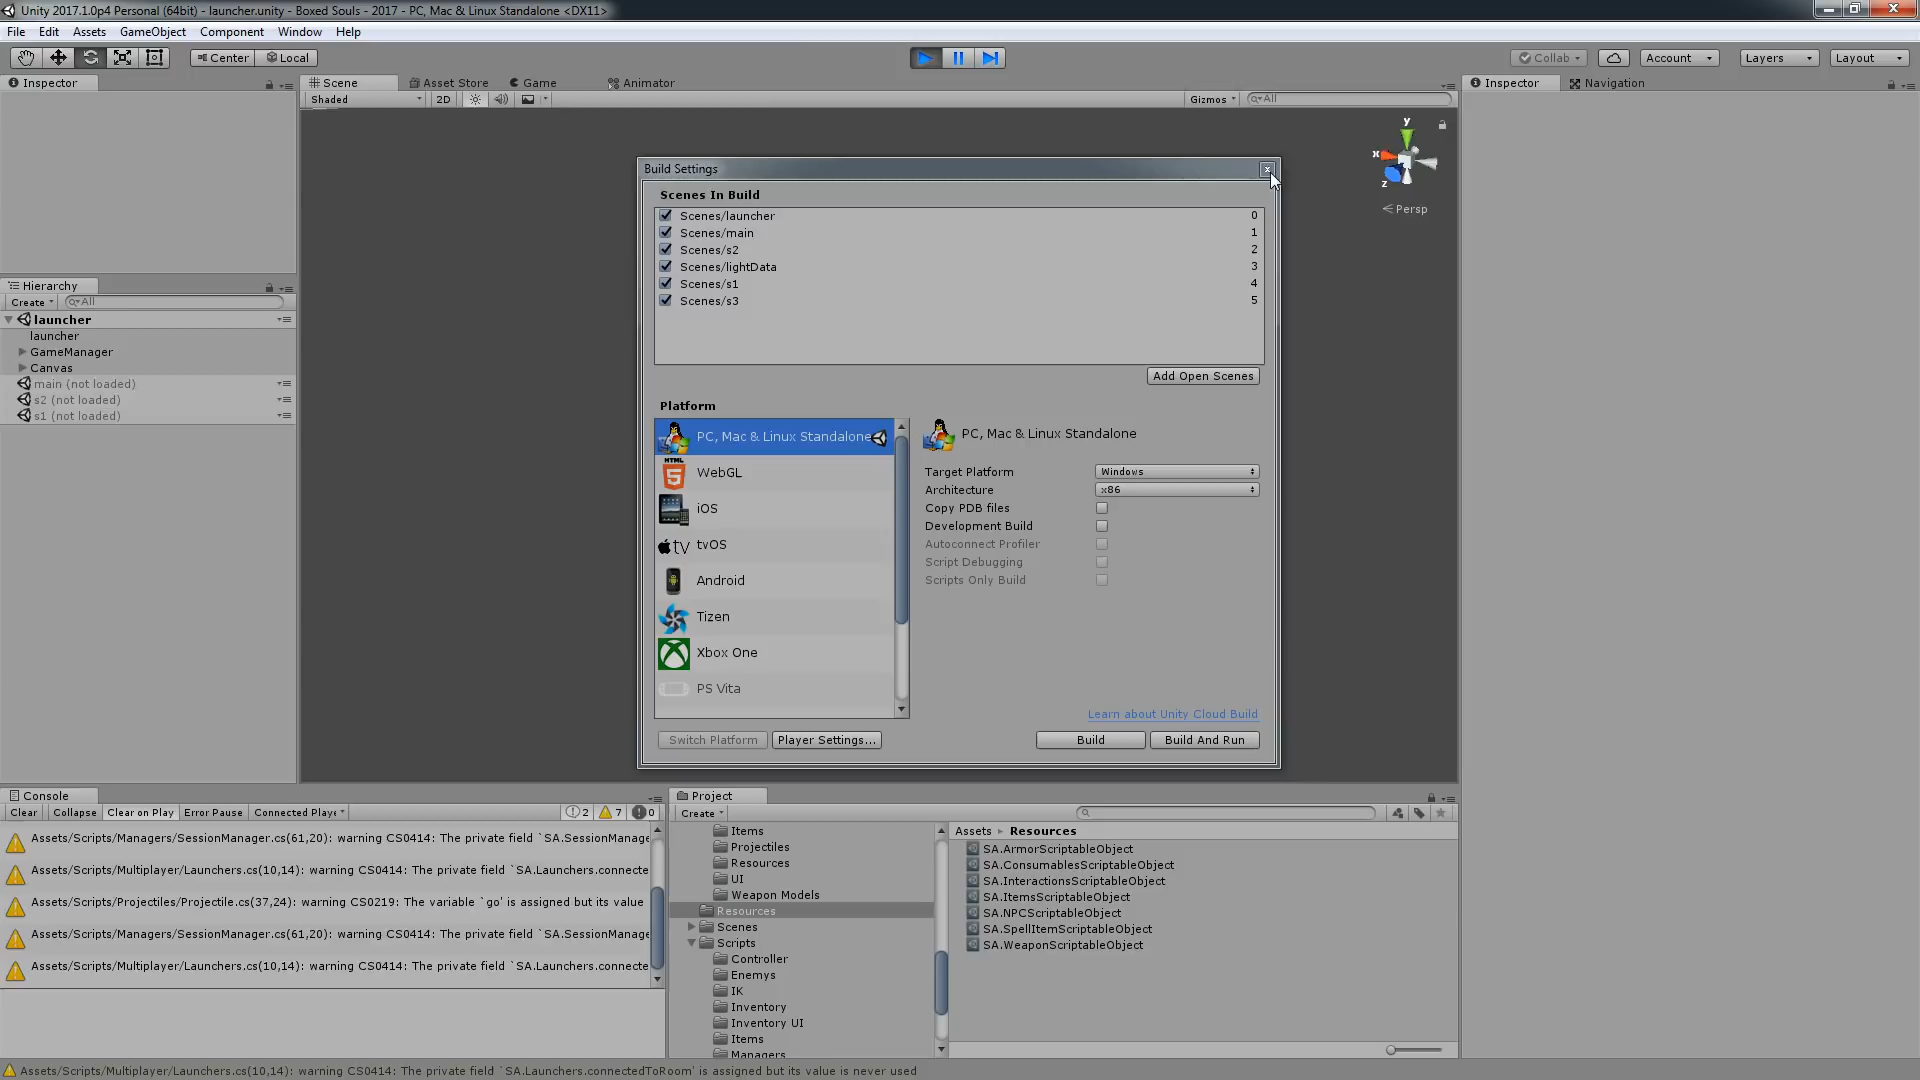 Unity 2017.1.0p4 Personal (64bit) - launcher.unity - Boxed Souls - 2017 - PC, Mac & Linux Standalone <DX11>
File Edit Assets GameObject Component Window Help
Center Local Collab Account Layers Layout
Inspector Scene Asset Store Game Animator Inspector Navigation
Shaded 2D Gizmos All
y
x
z
Persp
Build Settings x
Scenes In Build
Scenes/launcher 0
Scenes/main 1
Scenes/s2 2
Scenes/lightData 3
Scenes/s1 4
Scenes/s3 5
Add Open Scenes
Hierarchy
Create All
launcher
launcher
GameManager
Canvas
main (not loaded)
s2 (not loaded)
s1 (not loaded)
Platform
PC, Mac & Linux Standalone
HTML 5 WebGL
iOS
tv tvOS
Android
Tizen
Xbox One
PS Vita
PC, Mac & Linux Standalone
Target Platform Windows
Architecture x86
Copy PDB files
Development Build
Autoconnect Profiler
Script Debugging
Scripts Only Build
Learn about Unity Cloud Build
Switch Platform Player Settings... Build Build And Run
Console
Clear Collapse Clear on Play Error Pause Connected Playe 2 7 0
Assets/Scripts/Managers/SessionManager.cs(61,20): warning CS0414: The private field `SA.SessionManage
Assets/Scripts/Multiplayer/Launchers.cs(10,14): warning CS0414: The private field `SA.Launchers.connecte
Assets/Scripts/Projectiles/Projectile.cs(37,24): warning CS0219: The variable `go' is assigned but its value
Assets/Scripts/Managers/SessionManager.cs(61,20): warning CS0414: The private field `SA.SessionManage
Assets/Scripts/Multiplayer/Launchers.cs(10,14): warning CS0414: The private field `SA.Launchers.connecte
Project
Create
Items
Projectiles
Resources
UI
Weapon Models
Resources
Scenes
Scripts
Controller
Enemys
IK
Inventory
Inventory UI
Items
Managers
Assets Resources
SA.ArmorScriptableObject
SA.ConsumablesScriptableObject
SA.InteractionsScriptableObject
SA.ItemsScriptableObject
SA.NPCScriptableObject
SA.SpellItemScriptableObject
SA.WeaponScriptableObject
Assets/Scripts/Multiplayer/Launchers.cs(10,14): warning CS0414: The private field `SA.Launchers.connectedToRoom' is assigned but its value is never used